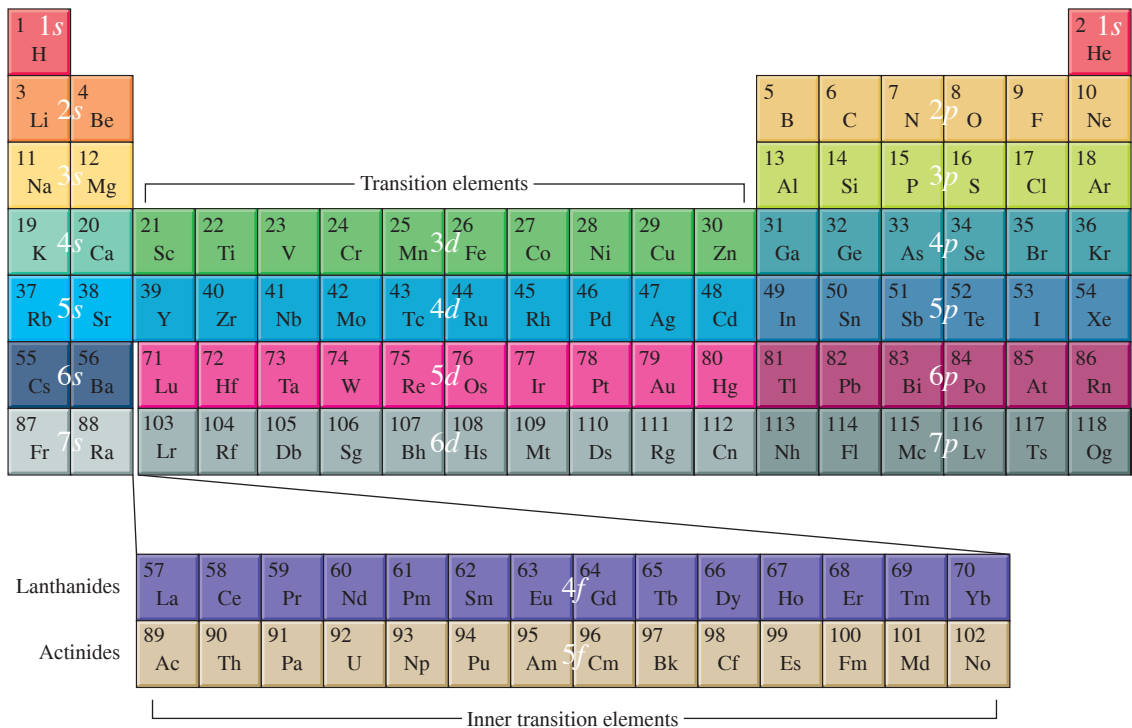 1 1s 2 1s
H He
3 4 5 6 7 8 9 10
2s 2p
Li Be B C N O F Ne
11 12 13 14 15 16 17 18
3s 3p
Na Mg Al Si P S Cl Ar
Transition elements
19 20 21 22 23 24 25 26 27 28 29 30 31 32 33 34 35 36
4s 3d 4p
K Ca Sc Ti V Cr Mn Fe Co Ni Cu Zn Ga Ge As Se Br Kr
37 38 39 40 41 42 43 44 45 46 47 48 49 50 51 52 53 54
5s 4d 5p
Rb Sr Y Zr Nb Mo Tc Ru Rh Pd Ag Cd In Sn Sb Te I Xe
55 56 71 72 73 74 75 76 77 78 79 80 81 82 83 84 85 86
6s 5d 6p
Cs Ba Lu Hf Ta W Re Os Ir Pt Au Hg Tl Pb Bi Po At Rn
87 88 103 104 105 106 107 108 109 110 111 112 113 114 115 116 117 118
7s 6d 7p
Fr Ra Lr Rf Db Sg Bh Hs Mt Ds Rg Cn Nh Fl Mc Lv Ts Og
57 58 59 60 61 62 63 64 65 66 67 68 69 70
Lanthanides 4f
La Ce Pr Nd Pm Sm Eu Gd Tb Dy Ho Er Tm Yb
89 90 91 92 93 94 95 96 97 98 99 100 101 102
Actinides 5f
Ac Th Pa U Np Pu Am Cm Bk Cf Es Fm Md No
Inner transition elements